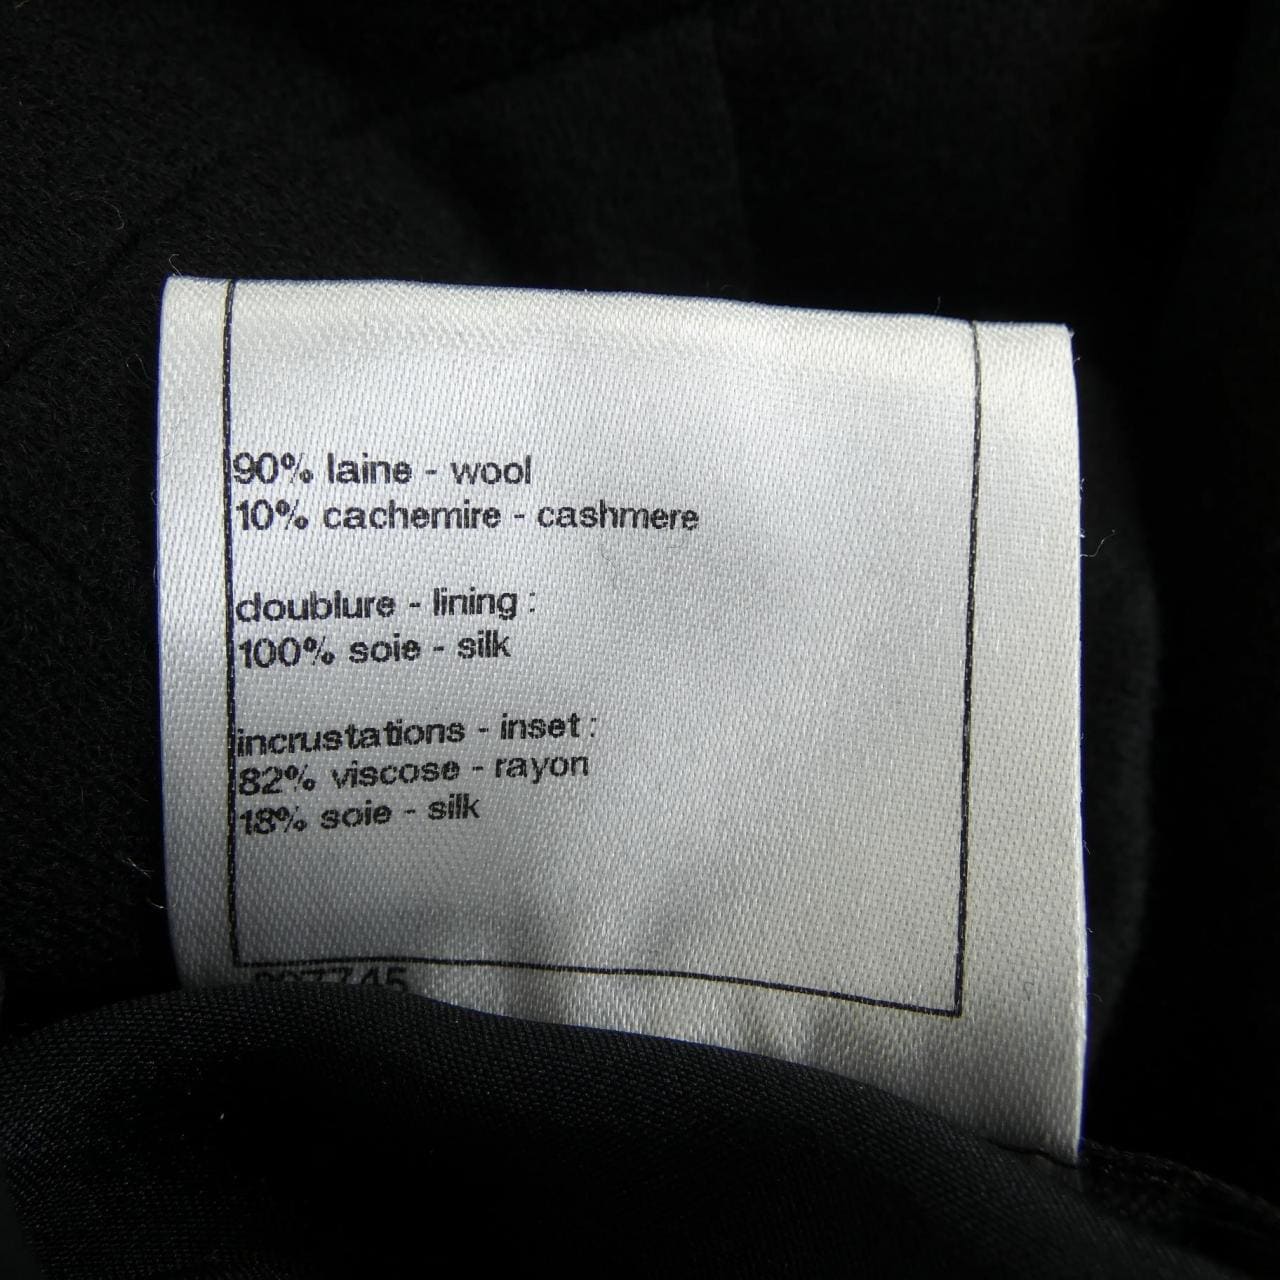 90% laine - wool
10% cachemire - cashmere
doublure - lining :
100% soie - silk
incrustations - inset :
82% viscose - rayon
18% soie - silk